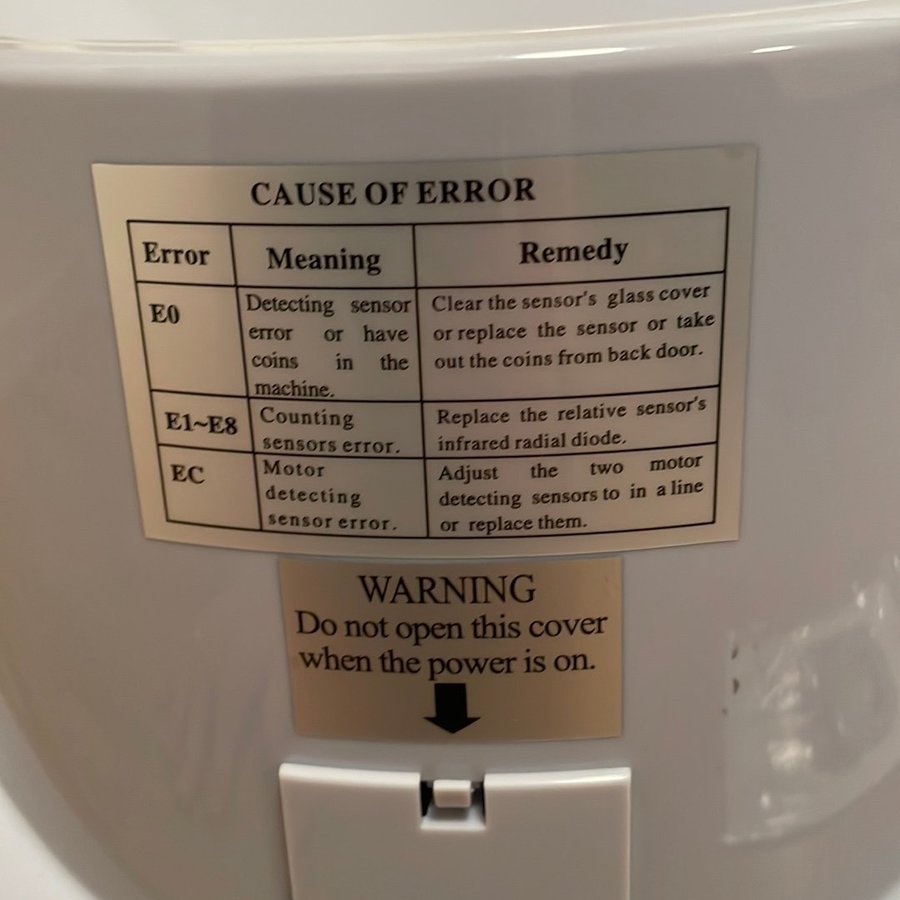 CAUSE OF ERROR
Error Meaning Remedy
E0
Detecting sensor
error or have
coins in the
machine.
Clear the sensor's glass cover
or replace the sensor or take
out the coins from back door.
E1~E8
Counting
sensors error.
Replace the relative sensor's
infrared radial diode.
EC
Motor
detecting
sensor error.
Adjust the two motor
detecting sensors to in a line
or replace them.
WARNING
Do not open this cover
when the power is on.